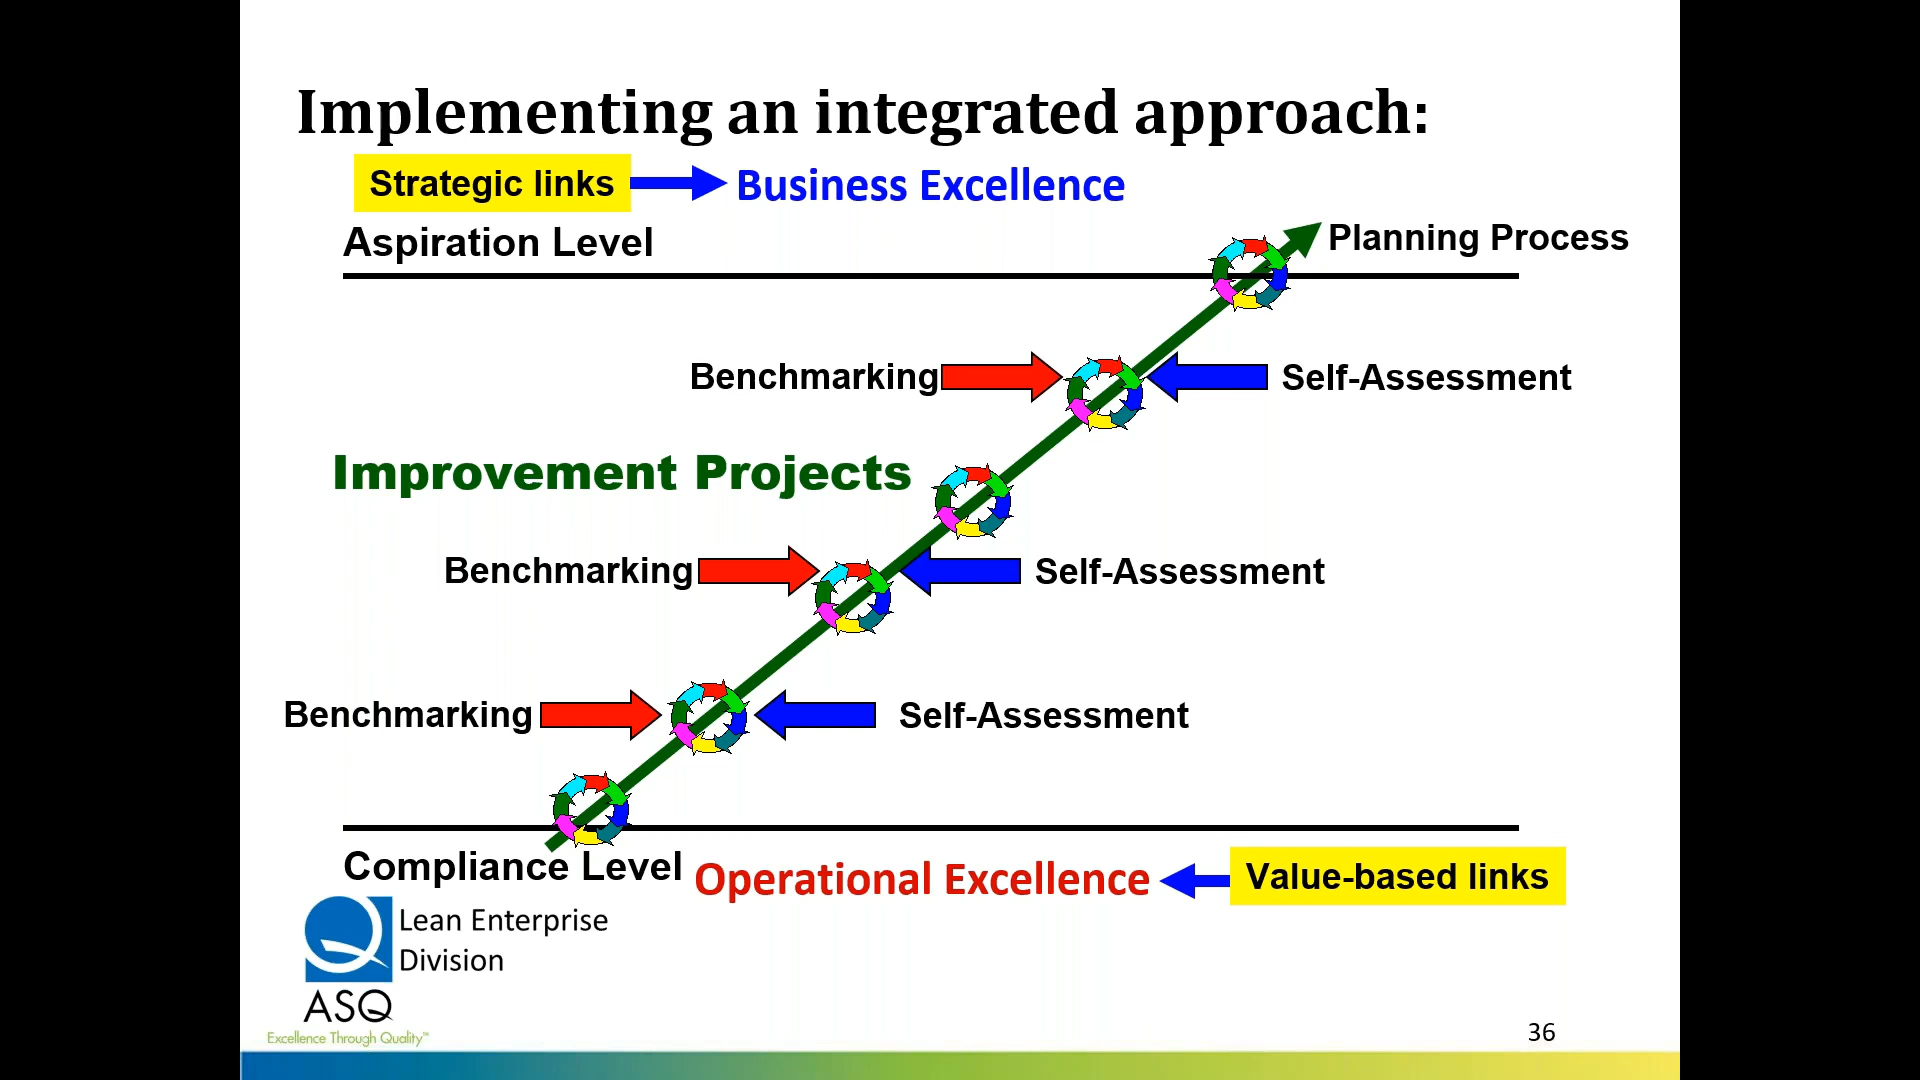 Implementing an integrated approach:
Strategic links
Business Excellence
Aspiration Level
Planning Process
Benchmarking
Self-Assessment
Improvement Projects
Benchmarking
Self-Assessment
Benchmarking
Self-Assessment
Compliance Level
Operational Excellence
Value-based links
Lean Enterprise
Division
ASQ
Excellence Through Quality™
36